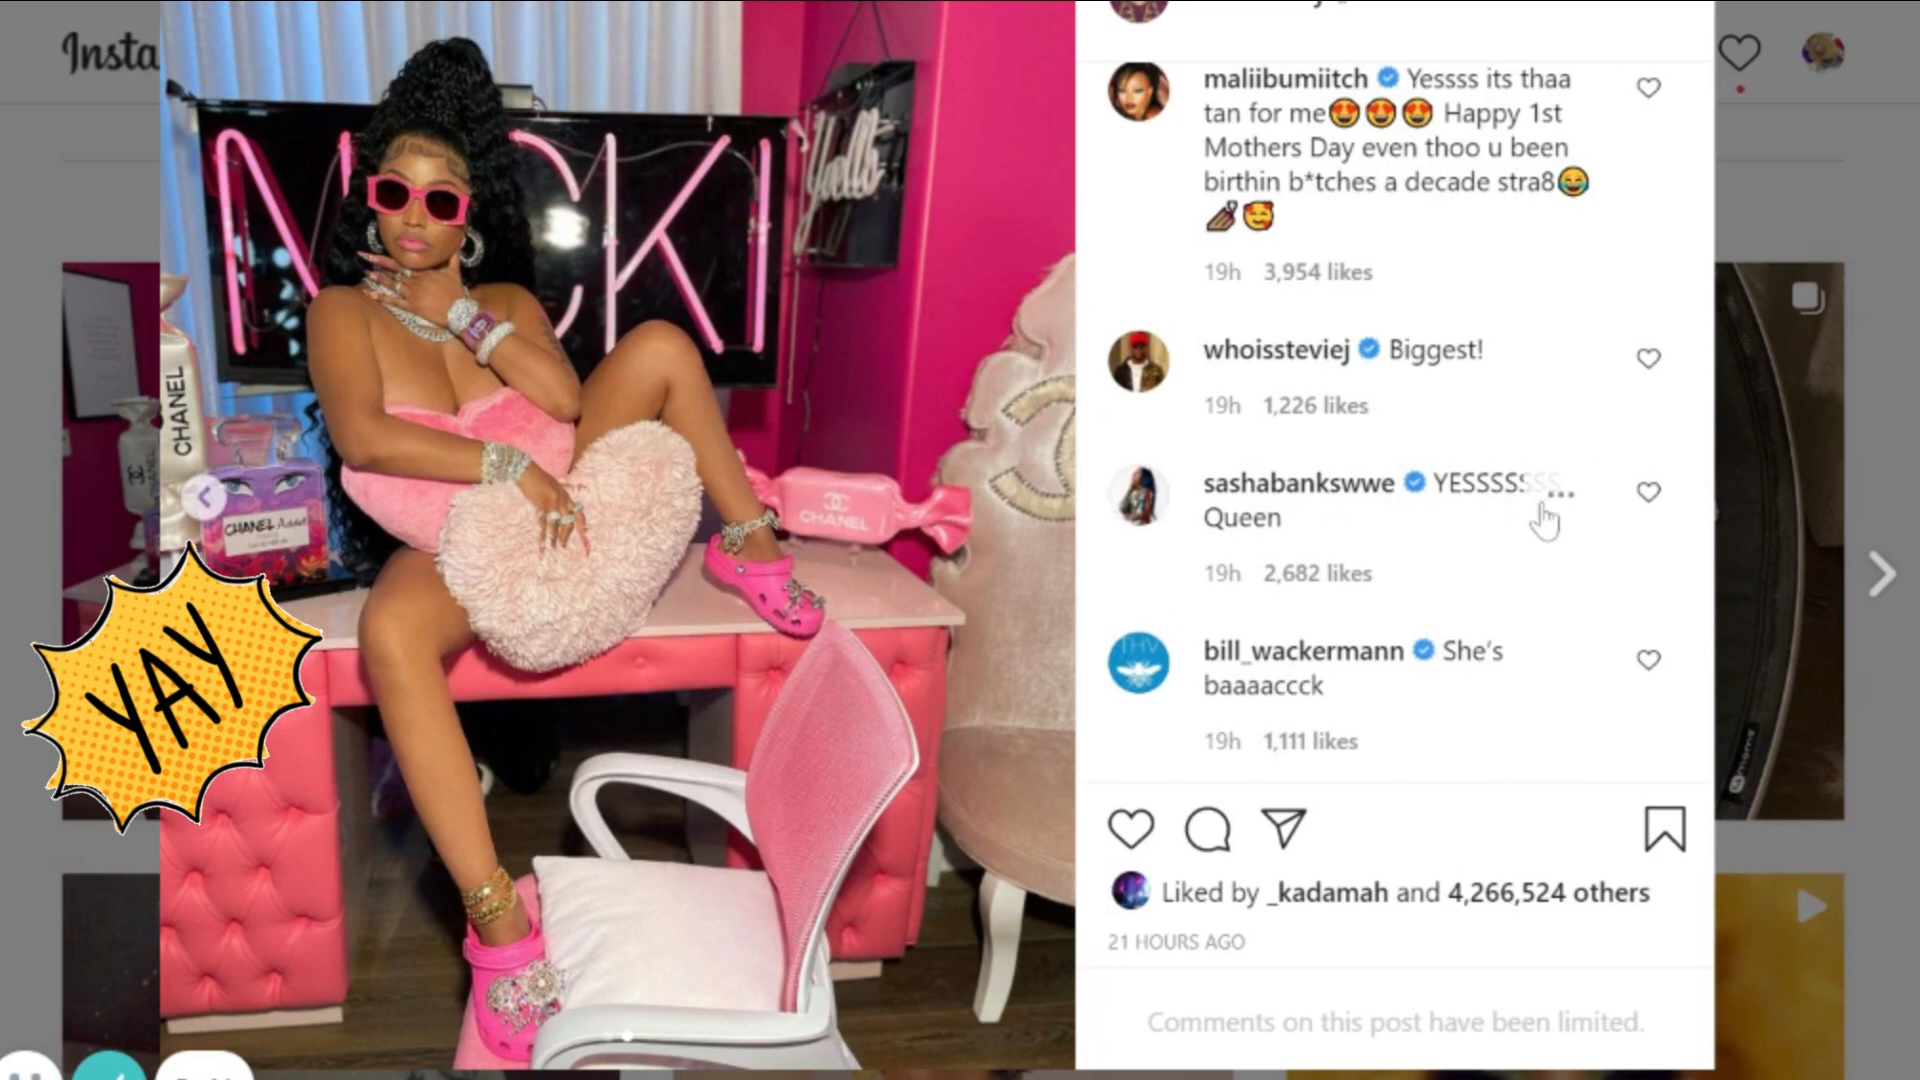 Insta
maliibumiitch Yessss its thaa
tan for me😍😍😍 Happy 1st
Mothers Day even thoo u been
birthin b*tches a decade stra8😂
💅🏾🥰
19h 3,954 likes
whoissteviej Biggest!
19h 1,226 likes
sashabankswwe YESSSSSSS...
Queen
19h 2,682 likes
bill_wackermann She's
baaaaccck
19h 1,111 likes
Liked by _kadamah and 4,266,524 others
21 HOURS AGO
Comments on this post have been limited.
NICKI
CHANEL
CHANEL
CHANEL
YAY
THV